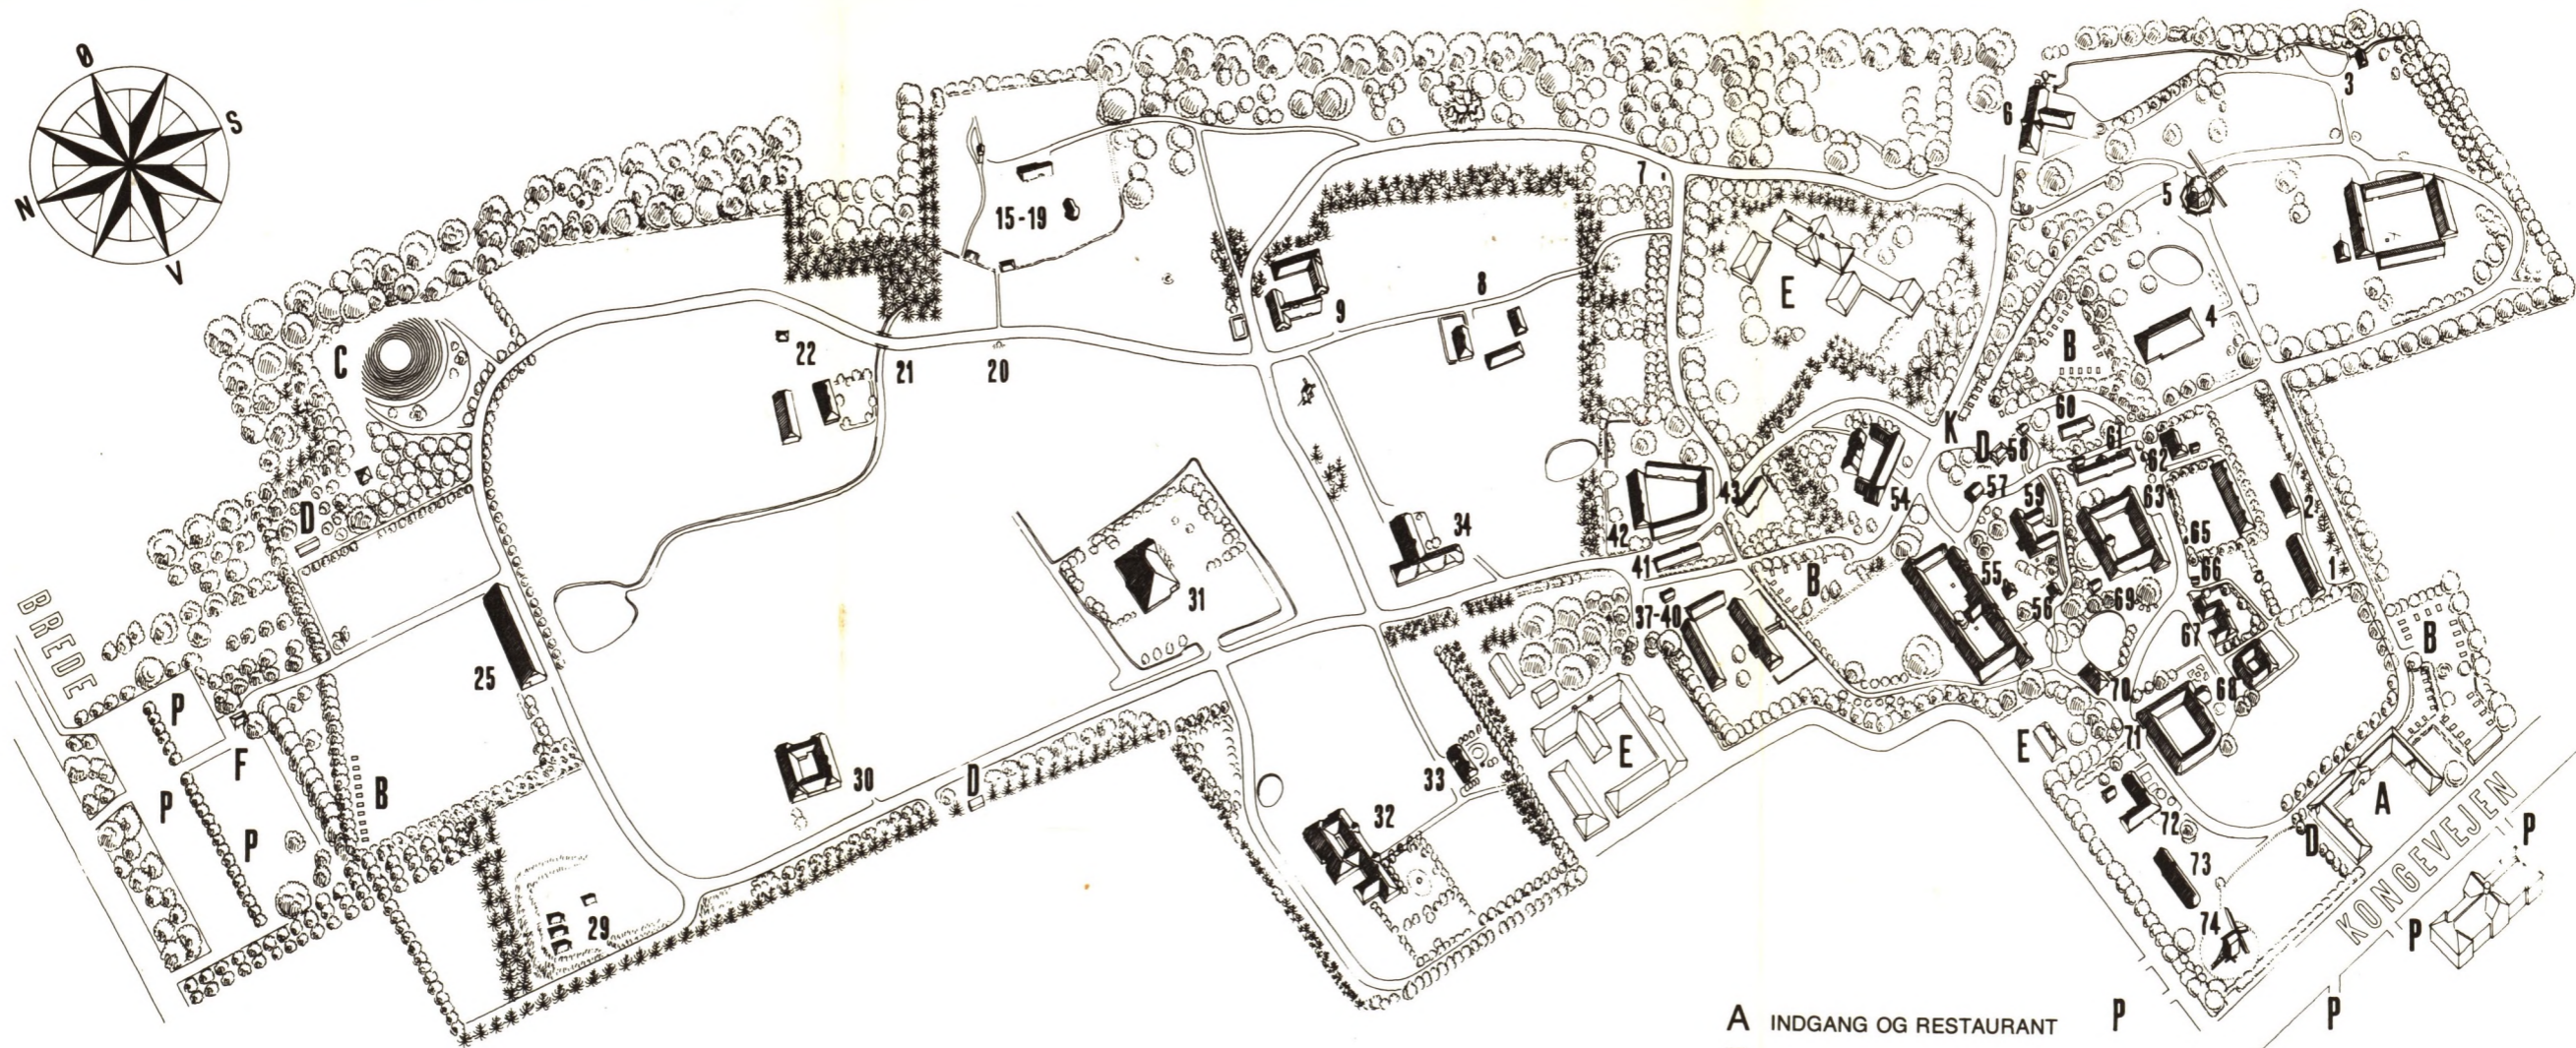 Ø
S
N
V
3
6
7
5
15-19
E
8
4
9
B
C
22
21
20
K
60
D
58
61
62
43
57
54
59
63
2
34
42
65
D
41
55
66
1
B
31
37-40
56
69
BREDE
67
B
25
70
68
P
71
E
E
F
33
D
30
A
P
B
32
72
D
P
P
73
KONGEVEJEN
29
74
P
A INDGANG OG RESTAURANT
P
P